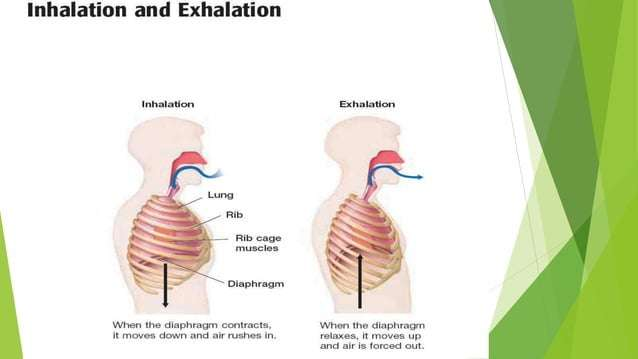 Inhalation and Exhalation
Inhalation
Exhalation
Lung
Rib
Rib cage
muscles
Diaphragm
When the diaphragm contracts,
it moves down and air rushes in.
When the diaphragm
relaxes, it moves up
and air is forced out.